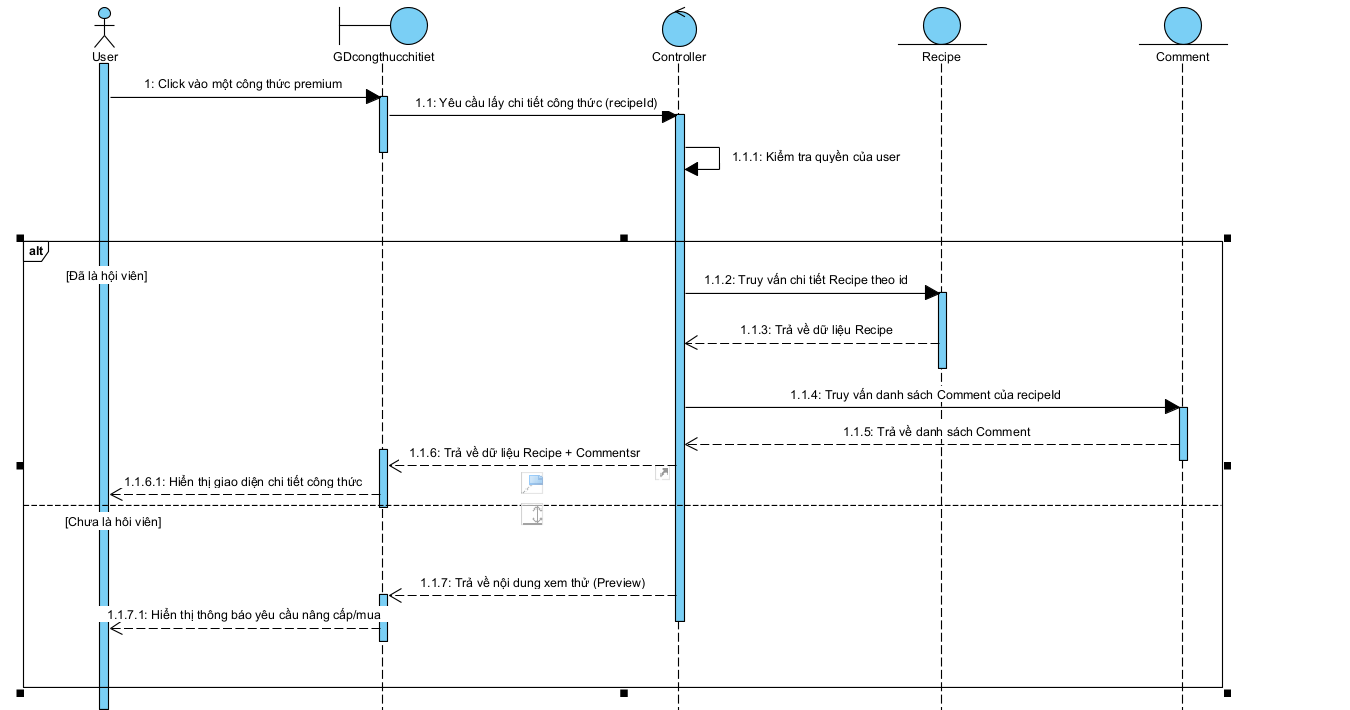 User
GDcongthucchitiet
Controller
Recipe
Comment
1: Click vào một công thức premium
1.1: Yêu cầu lấy chi tiết công thức (recipeId)
1.1.1: Kiểm tra quyền của user
alt
[Đã là hội viên]
1.1.2: Truy vấn chi tiết Recipe theo id
1.1.3: Trả về dữ liệu Recipe
1.1.4: Truy vấn danh sách Comment của recipeId
1.1.5: Trả về danh sách Comment
1.1.6: Trả về dữ liệu Recipe + Commentsr
1.1.6.1: Hiển thị giao diện chi tiết công thức
[Chưa là hôi viên]
1.1.7: Trả về nội dung xem thử (Preview)
1.1.7.1: Hiển thị thông báo yêu cầu nâng cấp/mua